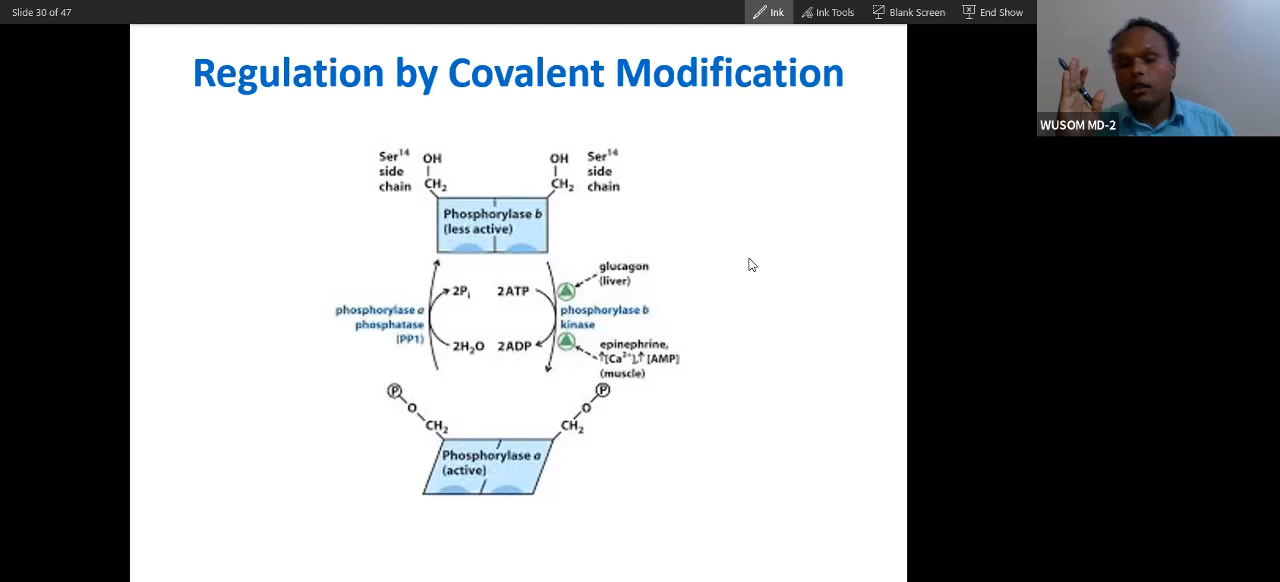 Slide 30 of 47
Ink
Ink Tools
Blank Screen
End Show
WUSOM MD-2
Regulation by Covalent Modification
Ser¹⁴
side
chain
OH
CH₂
OH
CH₂
Ser¹⁴
side
chain
Phosphorylase b
(less active)
glucagon
(liver)
2Pᵢ
2ATP
phosphorylase a
phosphatase
(PP1)
phosphorylase b
kinase
2H₂O
2ADP
epinephrine,
↑[Ca²⁺],↑[AMP]
(muscle)
P
O
CH₂
P
O
CH₂
Phosphorylase a
(active)